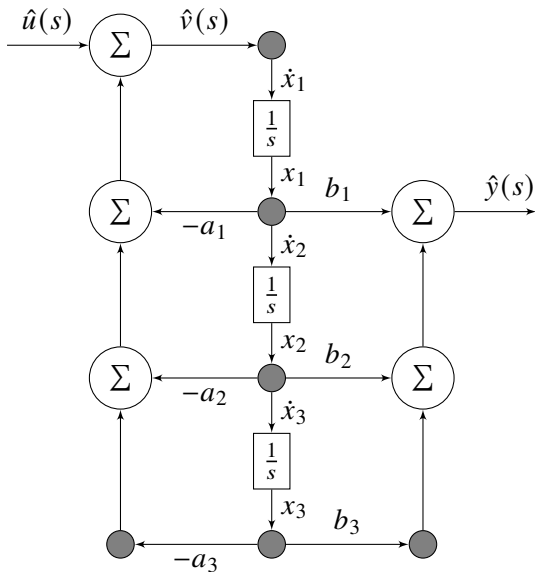 û(s) Σ v̂(s)
ẋ₁
1/s
x₁
Σ −a₁ b₁ Σ ŷ(s)
ẋ₂
1/s
x₂
Σ −a₂ b₂ Σ
ẋ₃
1/s
x₃
−a₃ b₃